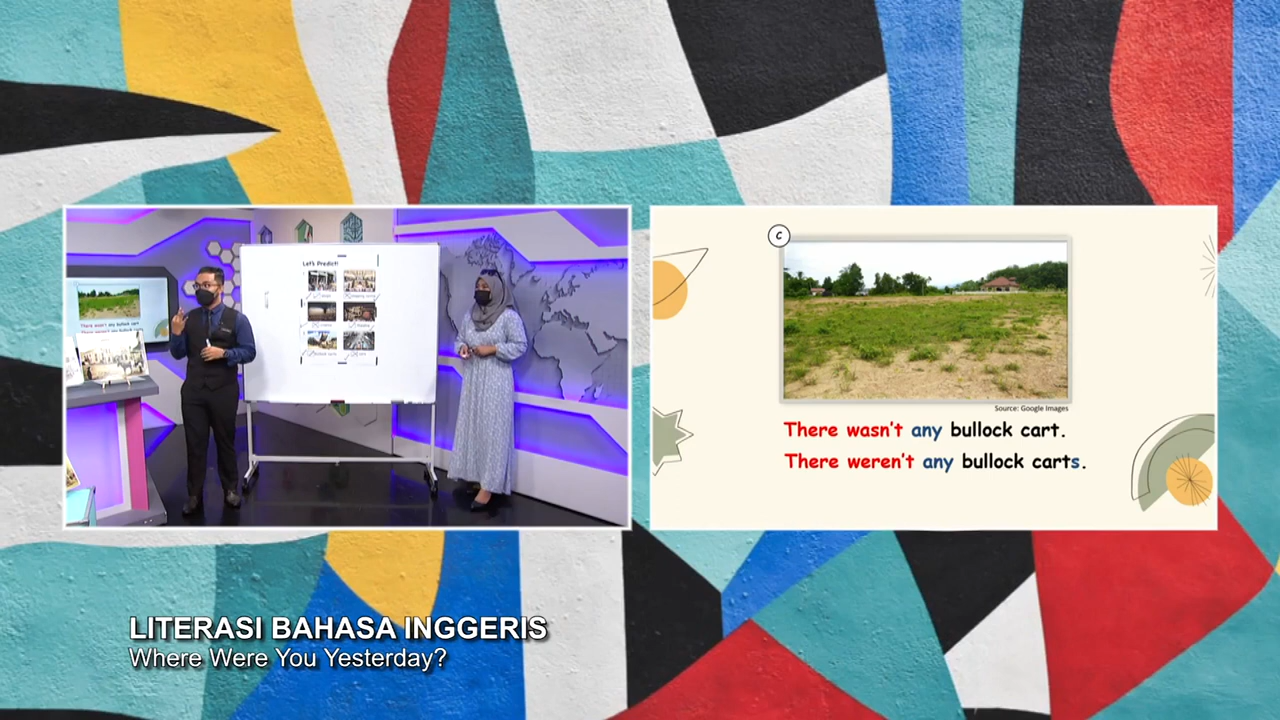 Let's Predict!
C
Source: Google Images
There wasn't any bullock cart.
There weren't any bullock carts.
LITERASI BAHASA INGGERIS
Where Were You Yesterday?